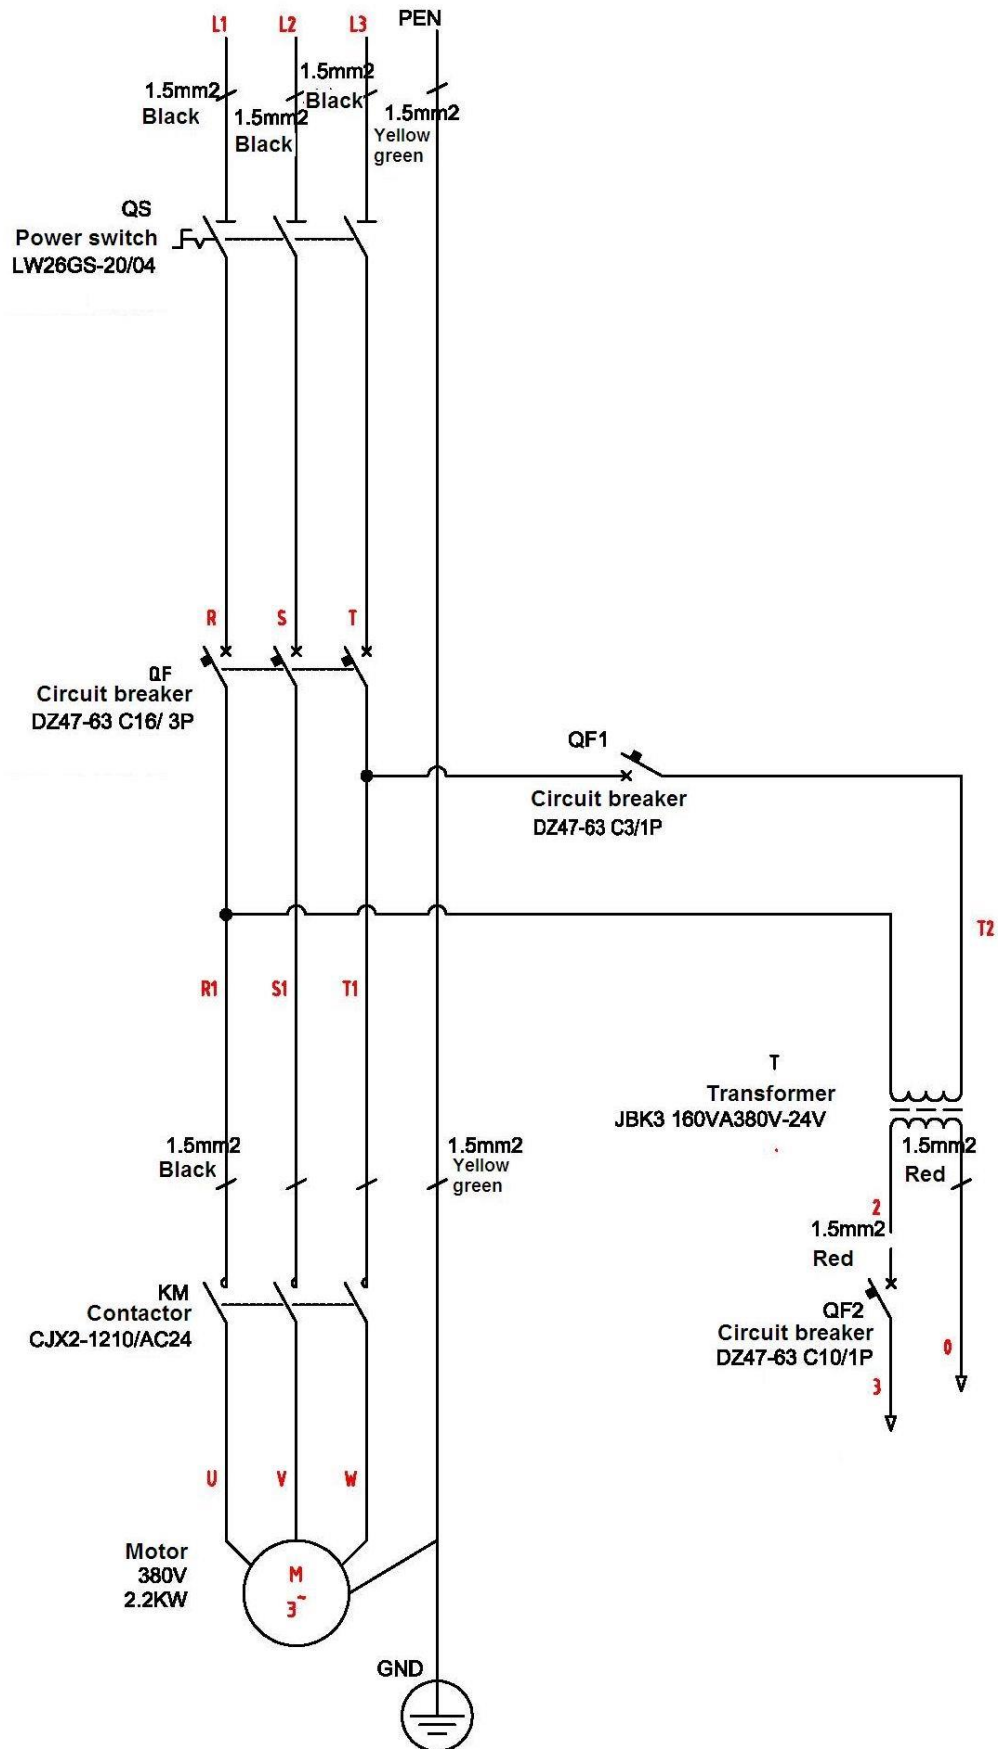 L1
L2
L3
PEN
1.5mm2
Black
1.5mm2
Black
1.5mm2
Black
1.5mm2
Yellow
green
QS
Power switch
LW26GS-20/04
R
S
T
QF
Circuit breaker
DZ47-63 C16/ 3P
QF1
Circuit breaker
DZ47-63 C3/1P
T2
R1
S1
T1
T
Transformer
JBK3 160VA380V-24V
1.5mm2
Black
1.5mm2
Yellow
green
1.5mm2
Red
2
1.5mm2
Red
KM
Contactor
CJX2-1210/AC24
QF2
Circuit breaker
DZ47-63 C10/1P
0
3
U
V
W
Motor
380V
2.2KW
M
3~
GND